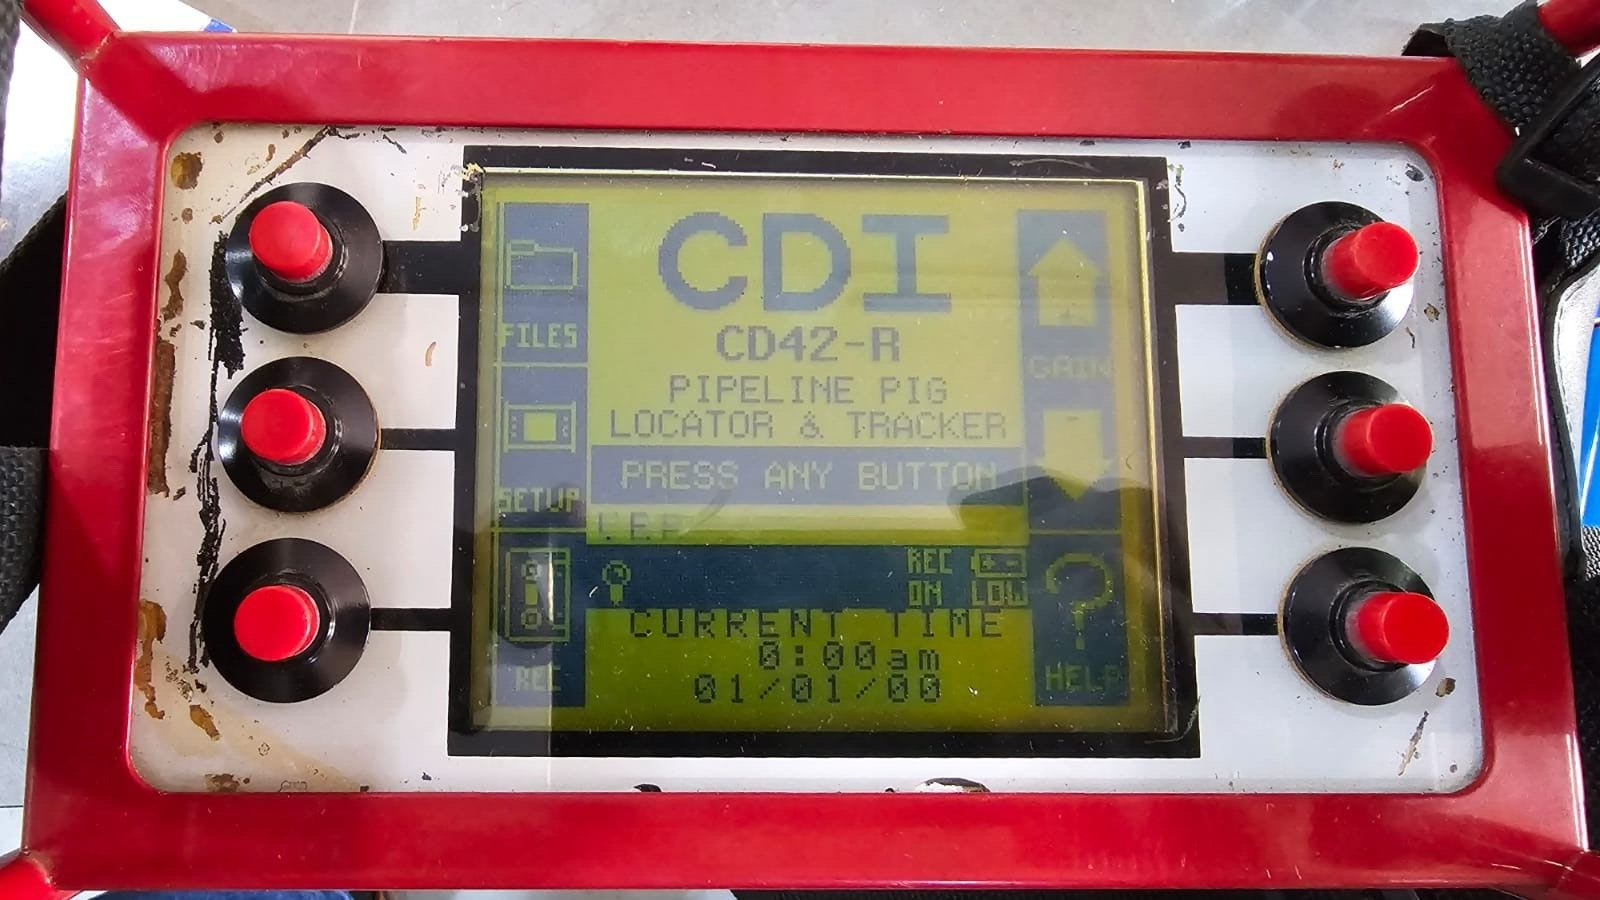 CDI
CD42-R
PIPELINE PIG
LOCATOR & TRACKER
PRESS ANY BUTTON
FILES
SETUP
REC
GAIN
HELP
REC ON
LOW
CURRENT TIME
0:00am
01/01/00